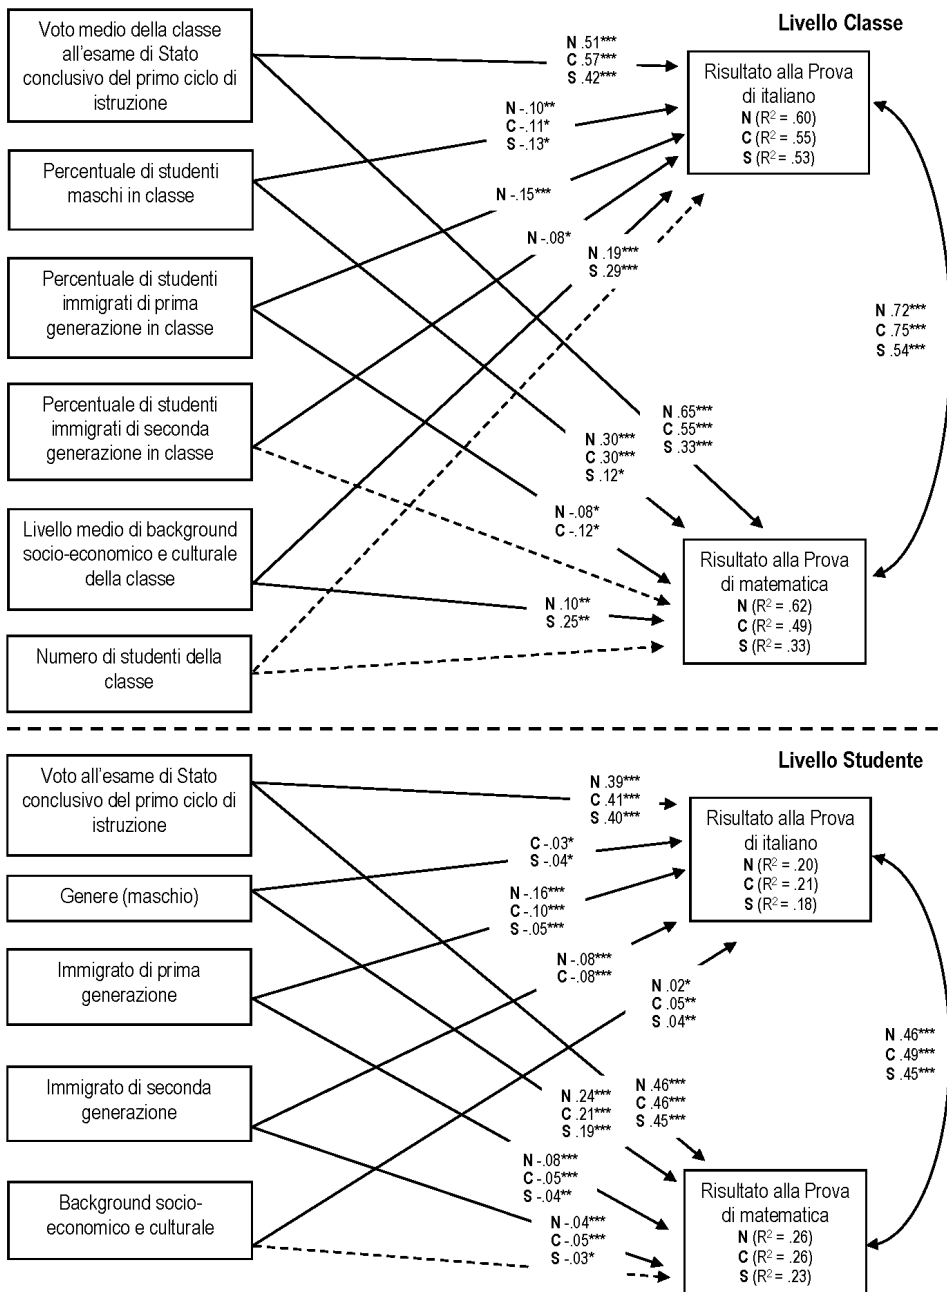 Livello Classe
Voto medio della classe
all'esame di Stato
conclusivo del primo ciclo di
istruzione
N .51***
C .57***
S .42***
Risultato alla Prova
di italiano
N (R² = .60)
C (R² = .55)
S (R² = .53)
N -.10**
C -.11*
S -.13*
Percentuale di studenti
maschi in classe
N -.15***
N -.08*
N .19***
S .29***
Percentuale di studenti
immigrati di prima
generazione in classe
N .72***
C .75***
S .54***
Percentuale di studenti
immigrati di seconda
generazione in classe
N .65***
C .55***
S .33***
N .30***
C .30***
S .12*
N -.08*
C -.12*
Livello medio di background
socio-economico e culturale
della classe
Risultato alla Prova
di matematica
N (R² = .62)
C (R² = .49)
S (R² = .33)
N .10**
S .25**
Numero di studenti della
classe
Livello Studente
Voto all'esame di Stato
conclusivo del primo ciclo di
istruzione
N .39***
C .41***
S .40***
Risultato alla Prova
di italiano
N (R² = .20)
C (R² = .21)
S (R² = .18)
C -.03*
S -.04*
Genere (maschio)
N -.16***
C -.10***
S -.05***
Immigrato di prima
generazione
N -.08***
C -.08***
N .02*
C .05**
S .04**
N .46***
C .49***
S .45***
Immigrato di seconda
generazione
N .24***
C .21***
S .19***
N .46***
C .46***
S .45***
N -.08***
C -.05***
S -.04**
Background socio-
economico e culturale
N -.04***
C -.05***
S -.03*
Risultato alla Prova
di matematica
N (R² = .26)
C (R² = .26)
S (R² = .23)